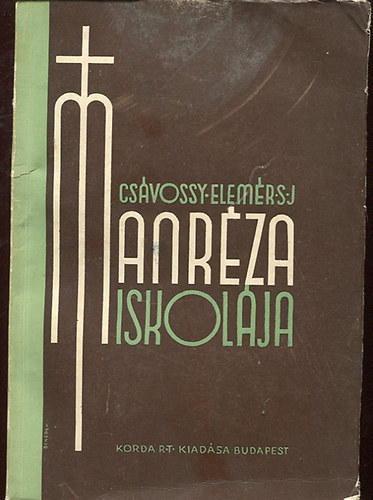 CSÁVOSSY·ELEMÉR·S·J
MANRÉZA
ISKOLÁJA
KORDA R·T· KIADÁSA BUDAPEST